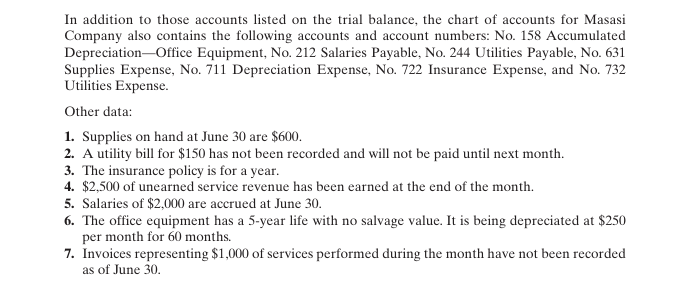 In addition to those accounts listed on the trial balance, the chart of accounts for Masasi
Company also contains the following accounts and account numbers: No. 158 Accumulated
Depreciation—Office Equipment, No. 212 Salaries Payable, No. 244 Utilities Payable, No. 631
Supplies Expense, No. 711 Depreciation Expense, No. 722 Insurance Expense, and No. 732
Utilities Expense.
Other data:
1. Supplies on hand at June 30 are $600.
2. A utility bill for $150 has not been recorded and will not be paid until next month.
3. The insurance policy is for a year.
4. $2,500 of unearned service revenue has been earned at the end of the month.
5. Salaries of $2,000 are accrued at June 30.
6. The office equipment has a 5-year life with no salvage value. It is being depreciated at $250
per month for 60 months.
7. Invoices representing $1,000 of services performed during the month have not been recorded
as of June 30.